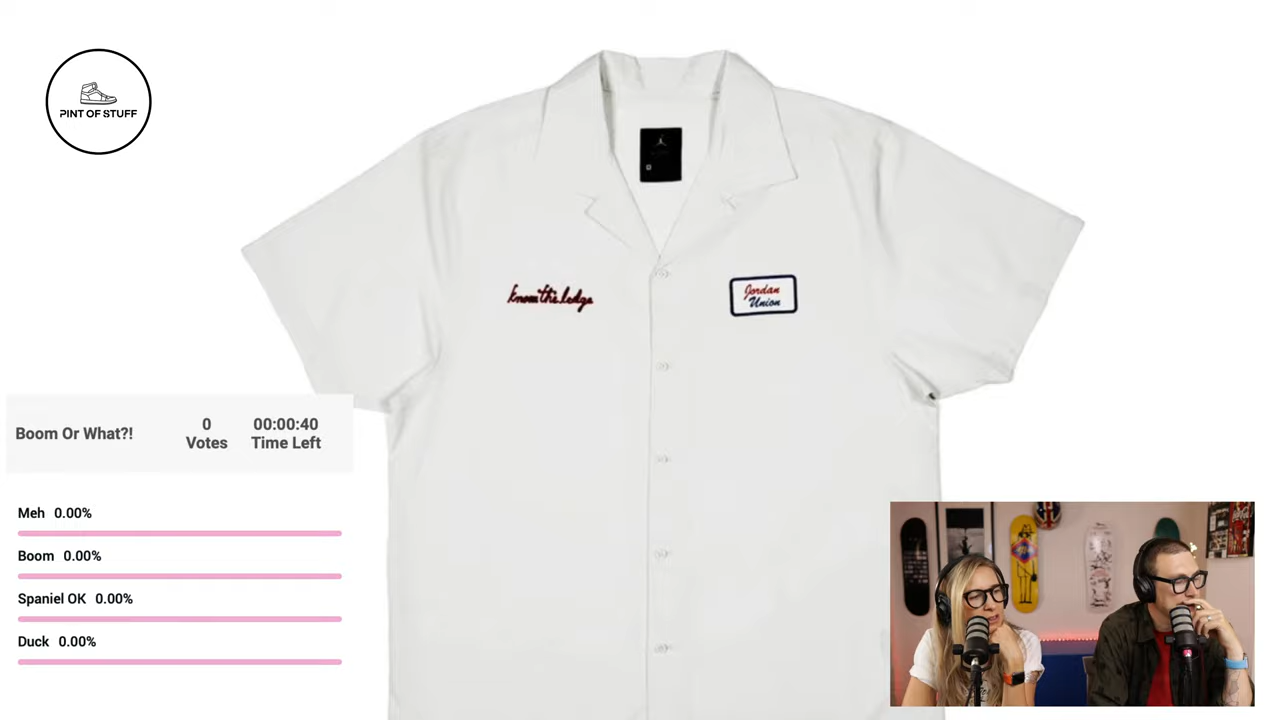 PINT OF STUFF
know the ledge
Jordan
Union
Boom Or What?!
0
Votes
00:00:40
Time Left
Meh 0.00%
Boom 0.00%
Spaniel OK 0.00%
Duck 0.00%